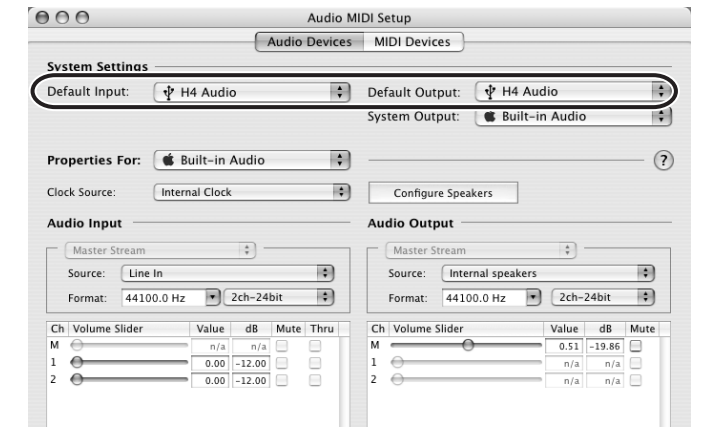 Audio MIDI Setup
Audio Devices MIDI Devices
System Settings
Default Input: H4 Audio Default Output: H4 Audio
System Output: Built-in Audio
Properties For: Built-in Audio ?
Clock Source: Internal Clock Configure Speakers
Audio Input Audio Output
Master Stream Master Stream
Source: Line In Source: Internal speakers
Format: 44100.0 Hz 2ch-24bit Format: 44100.0 Hz 2ch-24bit
Ch Volume Slider Value dB Mute Thru Ch Volume Slider Value dB Mute
M n/a n/a M 0.51 -19.86
1 0.00 -12.00 1 n/a n/a
2 0.00 -12.00 2 n/a n/a